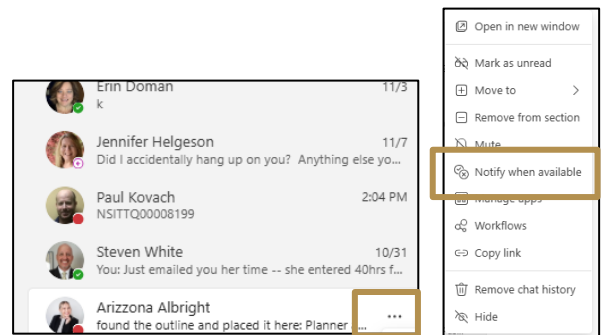 Erin Doman 11/3
k
Jennifer Helgeson 11/7
Did I accidentally hang up on you? Anything else yo...
Paul Kovach 2:04 PM
NSITTQ00008199
Steven White 10/31
You: Just emailed you her time -- she entered 40hrs f...
Arizzona Albright ...
found the outline and placed it here: Planner
Open in new window
Mark as unread
Move to >
Remove from section
Mute
Notify when available
Manage apps
Workflows
Copy link
Remove chat history
Hide